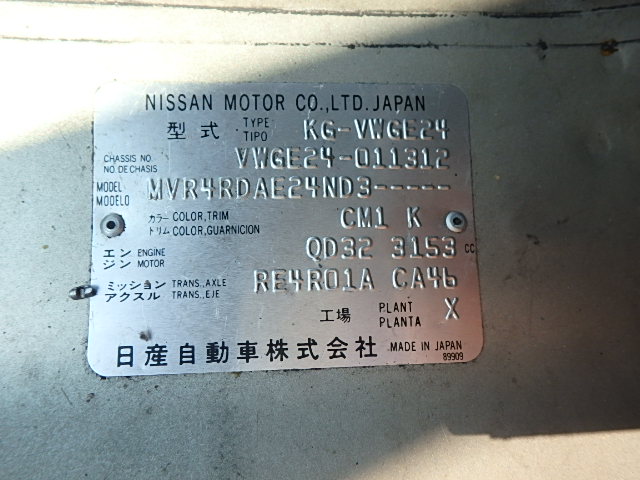 NISSAN MOTOR CO.,LTD. JAPAN
型式 TYPE TIPO KG-VWGE24
CHASSIS NO. NO. DE CHASIS VWGE24-011312
MODEL MODELO MVR4RDAE24ND3-----
カラー COLOR,TRIM CM1 K
トリム COLOR,GUARNICION
エンジン ENGINE MOTOR QD32 3153 cc
ミッション TRANS.,AXLE RE4R01A CA46
アクスル TRANS.,EJE
工場 PLANT PLANTA X
日産自動車株式会社 MADE IN JAPAN
89909